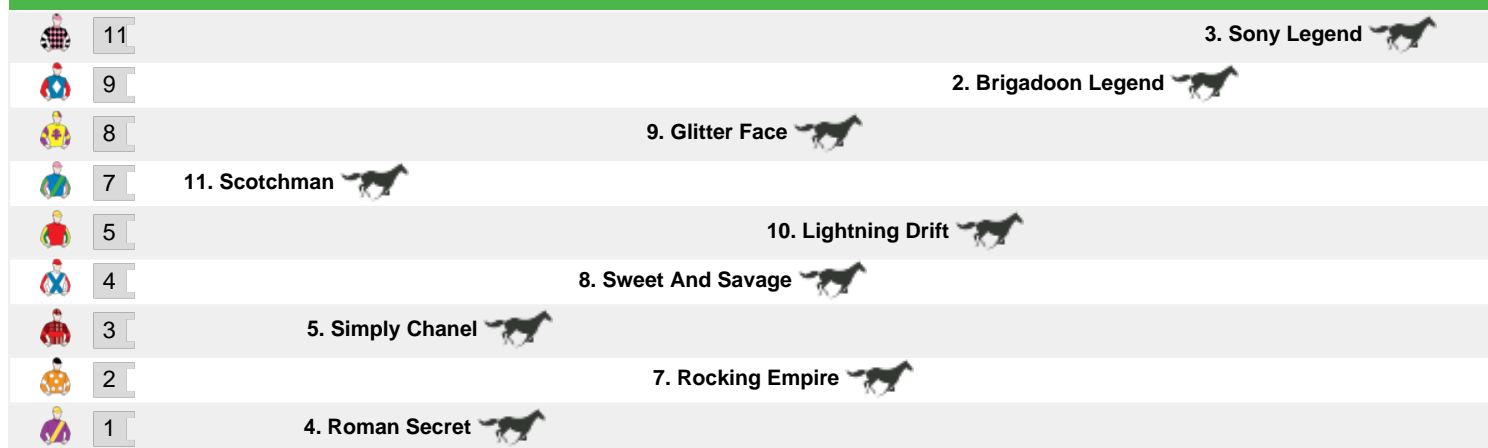 11 3. Sony Legend
9 2. Brigadoon Legend
8 9. Glitter Face
7 11. Scotchman
5 10. Lightning Drift
4 8. Sweet And Savage
3 5. Simply Chanel
2 7. Rocking Empire
1 4. Roman Secret